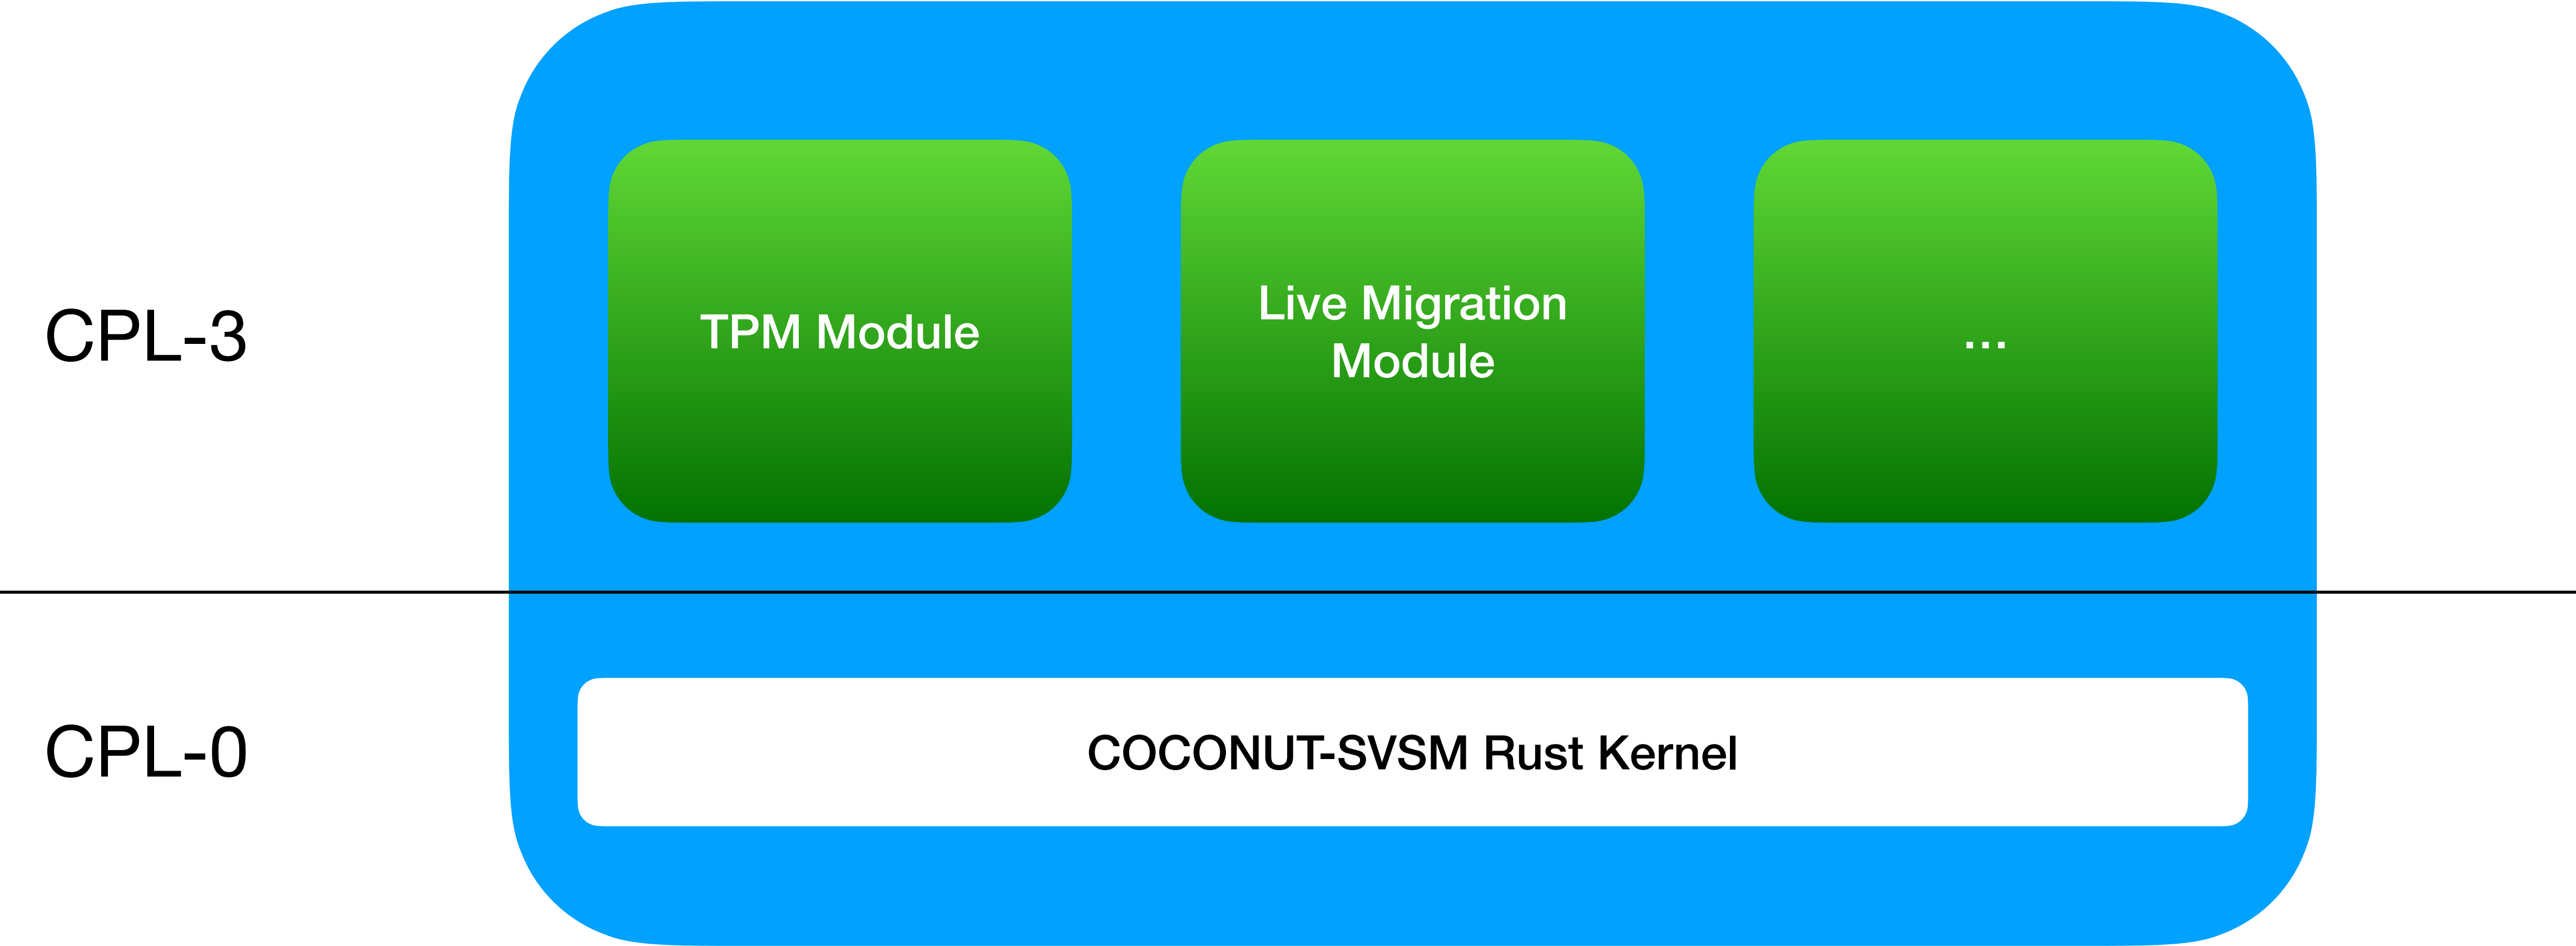 CPL-3
TPM Module
Live Migration
Module
...
CPL-0
COCONUT-SVSM Rust Kernel